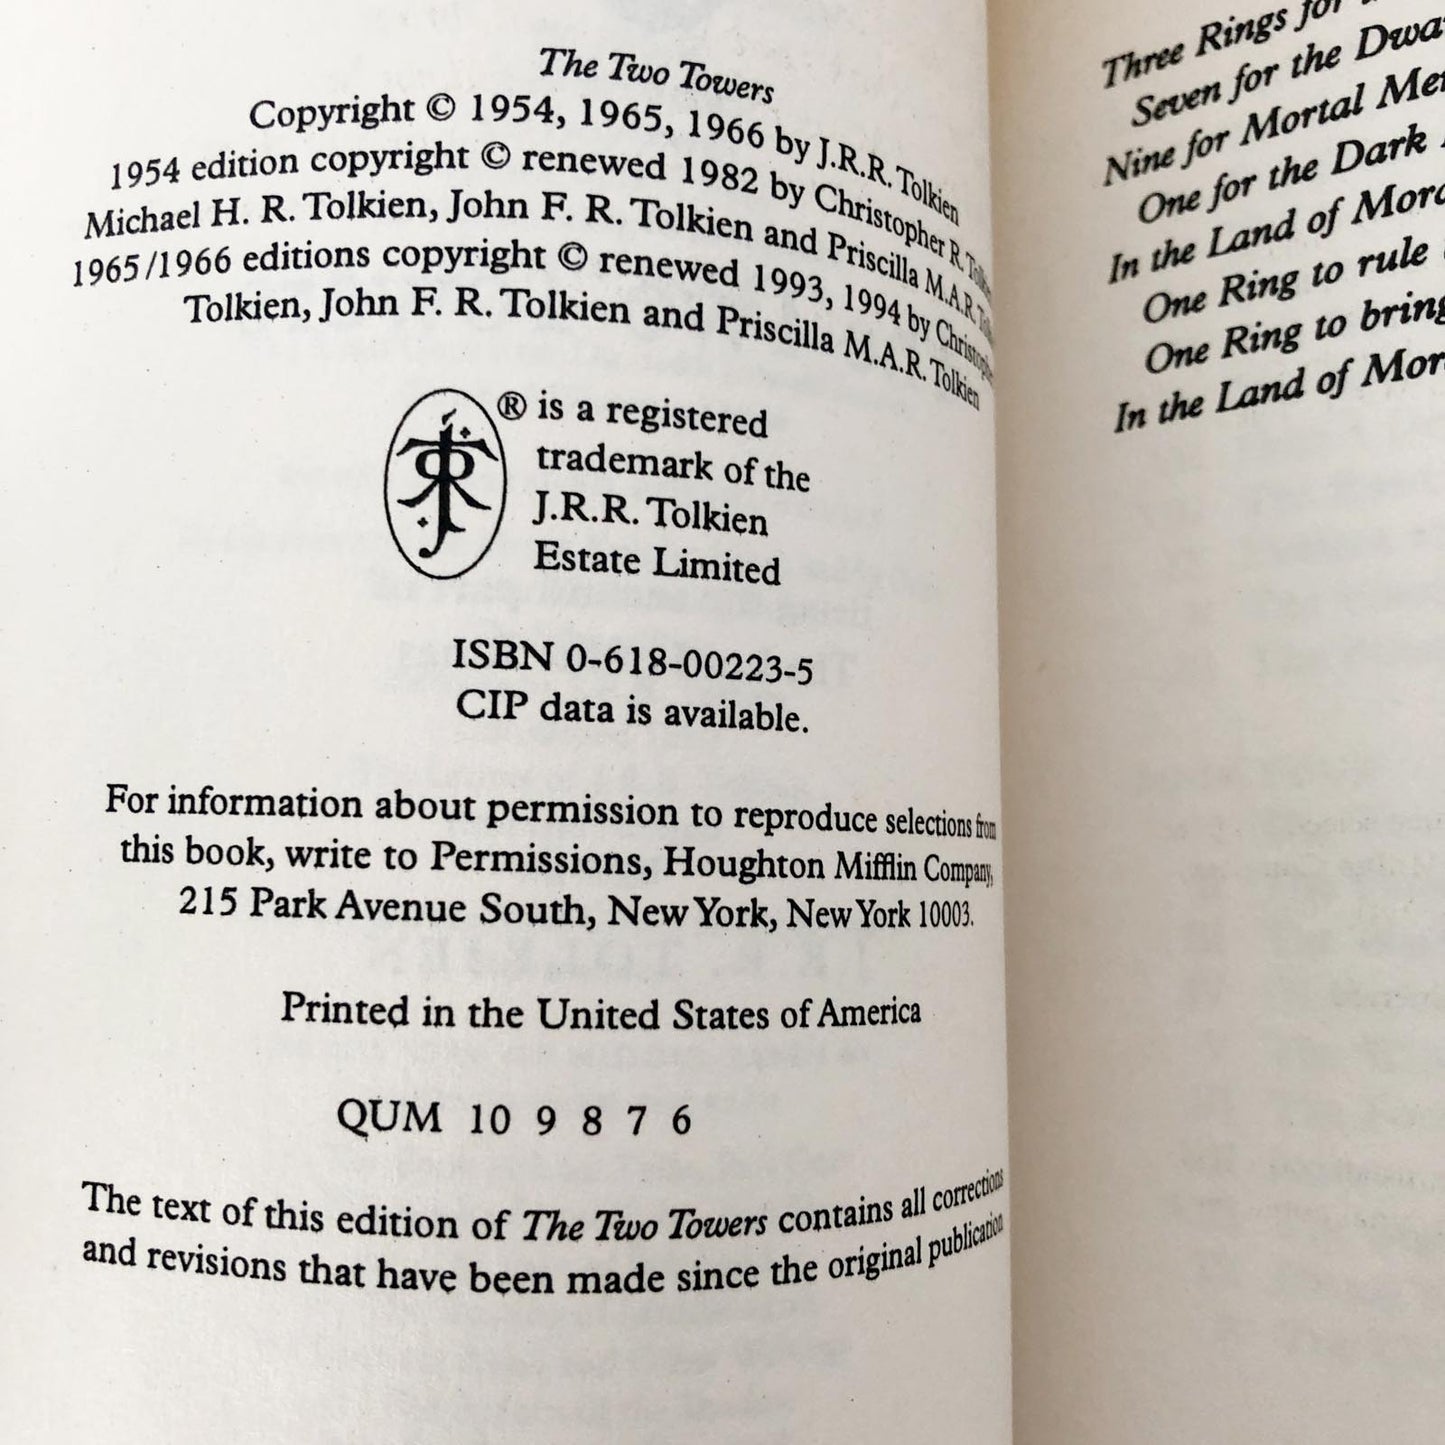 The Two Towers
Copyright © 1954, 1965, 1966 by J.R.R. Tolkien
1954 edition copyright © renewed 1982 by Christopher R.
Michael H. R. Tolkien, John F. R. Tolkien and Priscilla M.A.R.
1965/1966 editions copyright © renewed 1993, 1994 by
Tolkien, John F. R. Tolkien and Priscilla M.A.R. Tolkien
® is a registered
trademark of the
J.R.R. Tolkien
Estate Limited
ISBN 0-618-00223-5
CIP data is available.
For information about permission to reproduce selections from
this book, write to Permissions, Houghton Mifflin Company,
215 Park Avenue South, New York, New York 10003.
Printed in the United States of America
QUM 10 9 8 7 6
The text of this edition of The Two Towers contains all corrections
and revisions that have been made since the original publication
Three Rings for
Seven for the
Nine for Mortal
One for the Dark
In the Land of
One Ring to rule
One Ring to bring
In the Land of